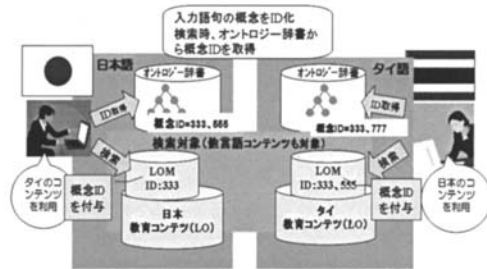 入力語句の概念をID化
検索時、オントロジー辞書か
ら概念IDを取得
日本語
タイ語
オントロジー辞書
オントロジー辞書
ID取得
ID取得
概念ID=333、666
概念ID=333、777
検索対象(数言語コンテンツも対象)
検索
検索
LOM
ID:333
LOM
ID:333、555
タイのコ
ンテンツ
を利用
概念ID
を付与
日本
教育コンテツ(LO)
タイ
教育コンテツ(LO)
概念ID
を付与
日本のコ
ンテンツ
を利用